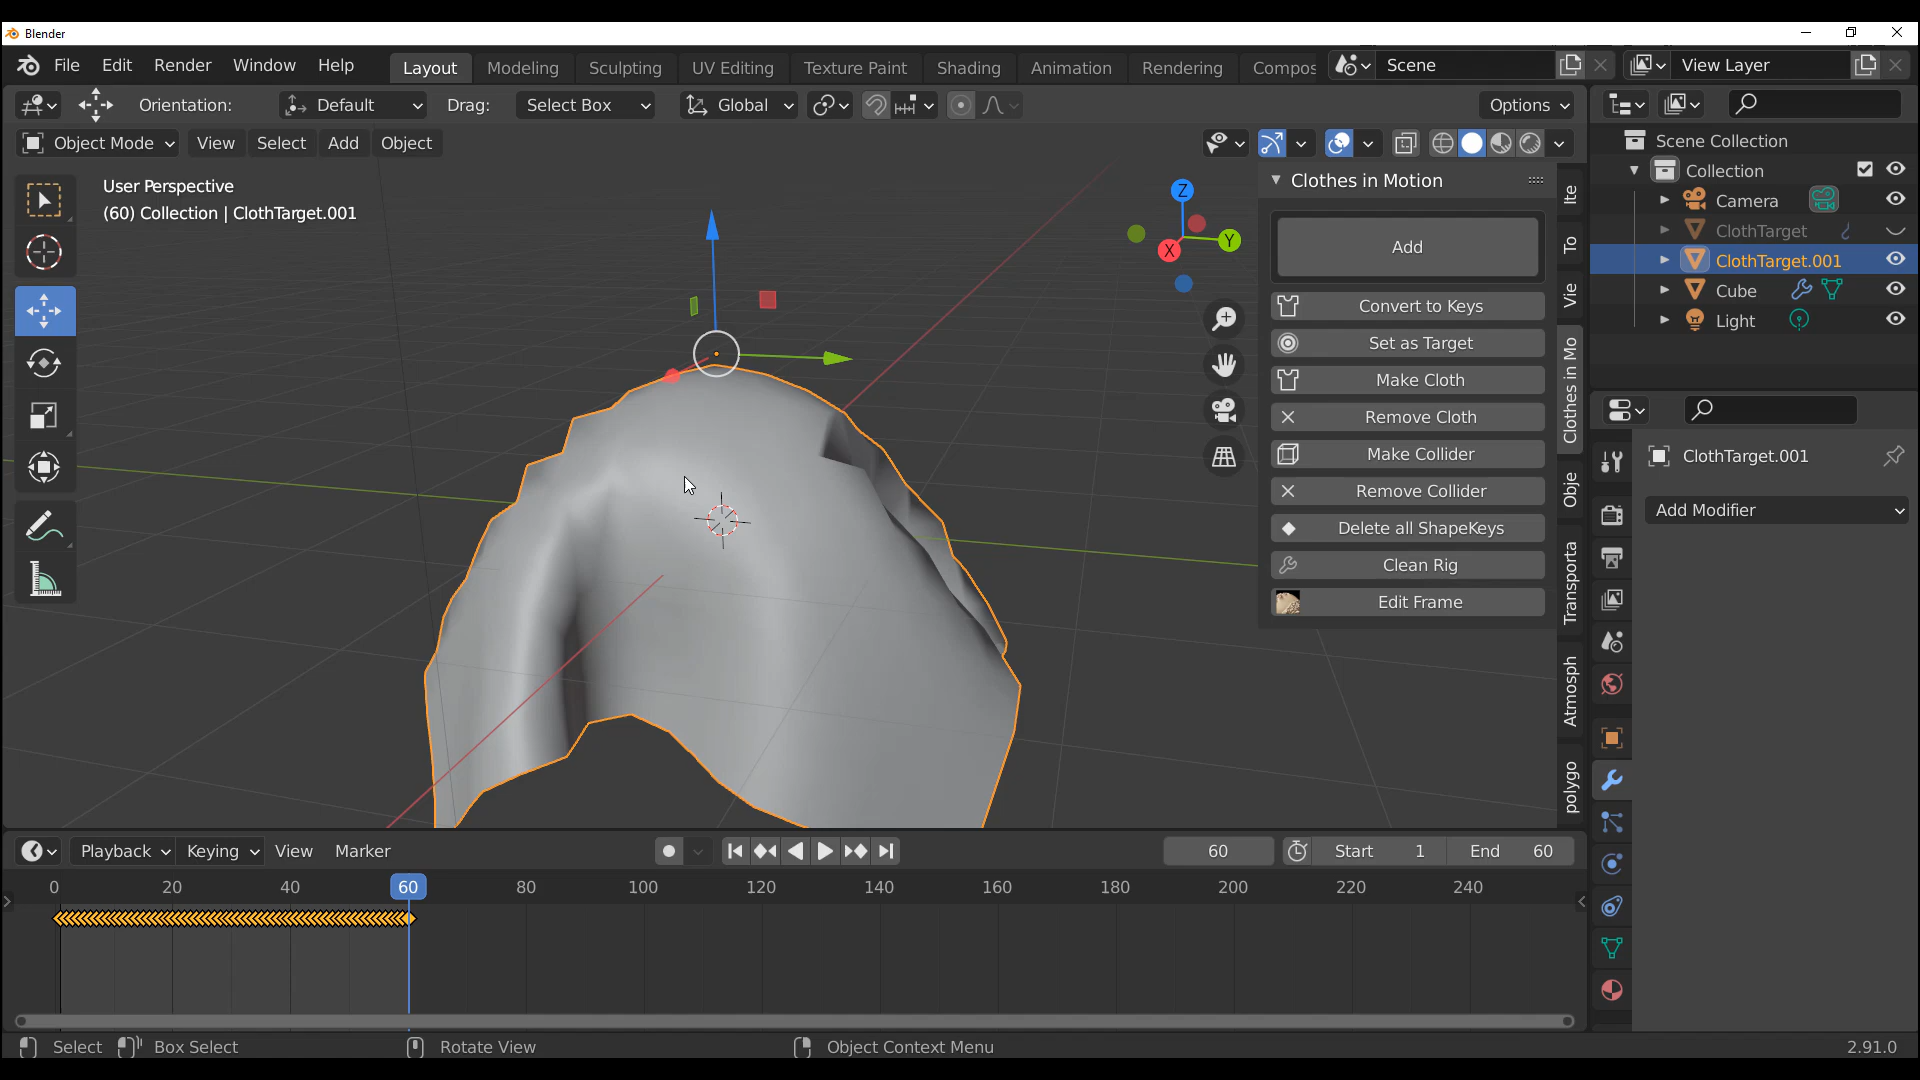 Blender
File Edit Render Window Help Layout Modeling Sculpting UV Editing Texture Paint Shading Animation Rendering Compos Scene View Layer
Orientation: Default Drag: Select Box Global Options
Object Mode View Select Add Object
User Perspective
(60) Collection | ClothTarget.001
Z
Y
X
Clothes in Motion
Add
Convert to Keys
Set as Target
Make Cloth
Remove Cloth
Make Collider
Remove Collider
Delete all ShapeKeys
Clean Rig
Edit Frame
Ite
To
Vie
Clothes in Mo
Obje
Transporta
Atmosph
polygo
Scene Collection
Collection
Camera
ClothTarget
ClothTarget.001
Cube
Light
ClothTarget.001
Add Modifier
Playback Keying View Marker 60 Start 1 End 60
0 20 40 60 80 100 120 140 160 180 200 220 240
Select Box Select Rotate View Object Context Menu 2.91.0